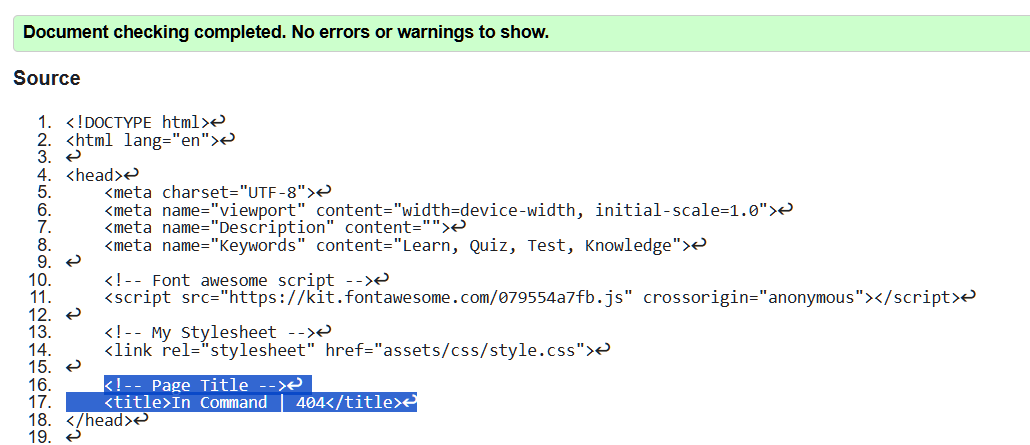 Document checking completed. No errors or warnings to show.
Source
1. <!DOCTYPE html>↩
2. <html lang="en">↩
3. ↩
4. <head>↩
5.     <meta charset="UTF-8">↩
6.     <meta name="viewport" content="width=device-width, initial-scale=1.0">↩
7.     <meta name="Description" content="">↩
8.     <meta name="Keywords" content="Learn, Quiz, Test, Knowledge">↩
9. ↩
10.     <!-- Font awesome script -->↩
11.     <script src="https://kit.fontawesome.com/079554a7fb.js" crossorigin="anonymous"></script>↩
12. ↩
13.     <!-- My Stylesheet -->↩
14.     <link rel="stylesheet" href="assets/css/style.css">↩
15. ↩
16.     <!-- Page Title -->↩
17.     <title>In Command | 404</title>↩
18. </head>↩
19. ↩